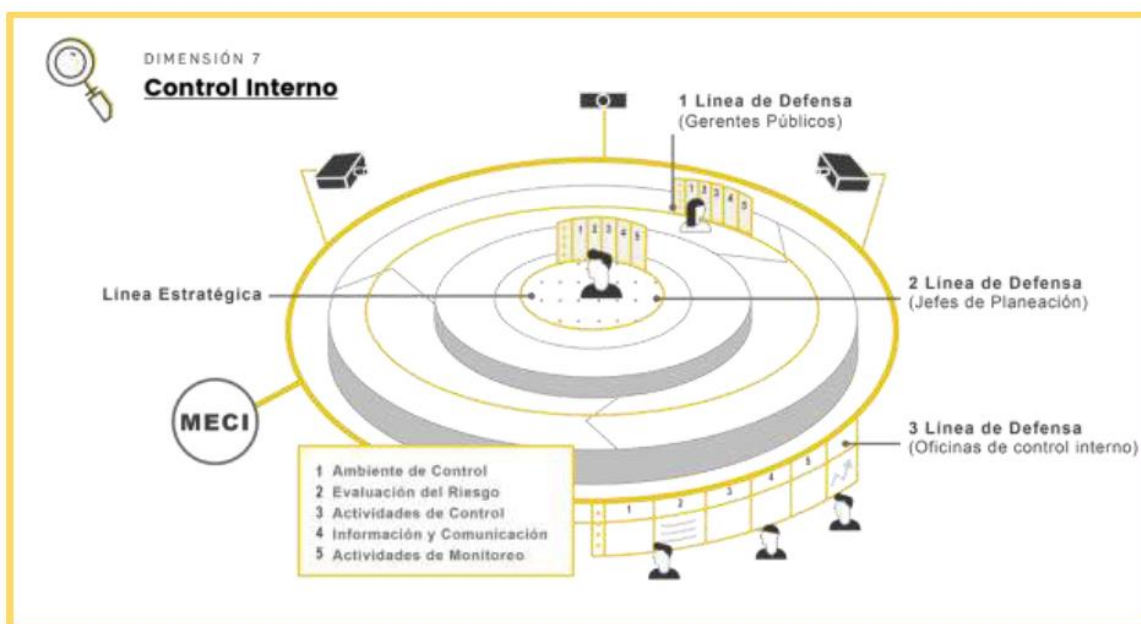 DIMENSIÓN 7
Control Interno
1 Línea de Defensa
(Gerentes Públicos)
1 2 3 4 5
1 2 3 4 5
Línea Estratégica
2 Línea de Defensa
(Jefes de Planeación)
MECI
3 Línea de Defensa
(Oficinas de control interno)
1 Ambiente de Control
2 Evaluación del Riesgo
3 Actividades de Control
4 Información y Comunicación
5 Actividades de Monitoreo
1 2 3 4 5